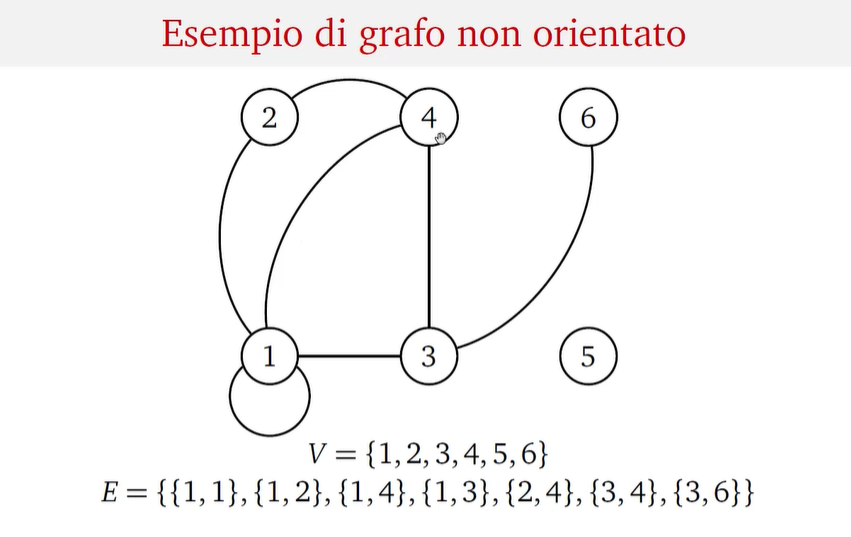 Esempio di grafo non orientato
2 4 6
1 3 5
V = {1, 2, 3, 4, 5, 6}
E = {{1, 1}, {1, 2}, {1, 4}, {1, 3}, {2, 4}, {3, 4}, {3, 6}}